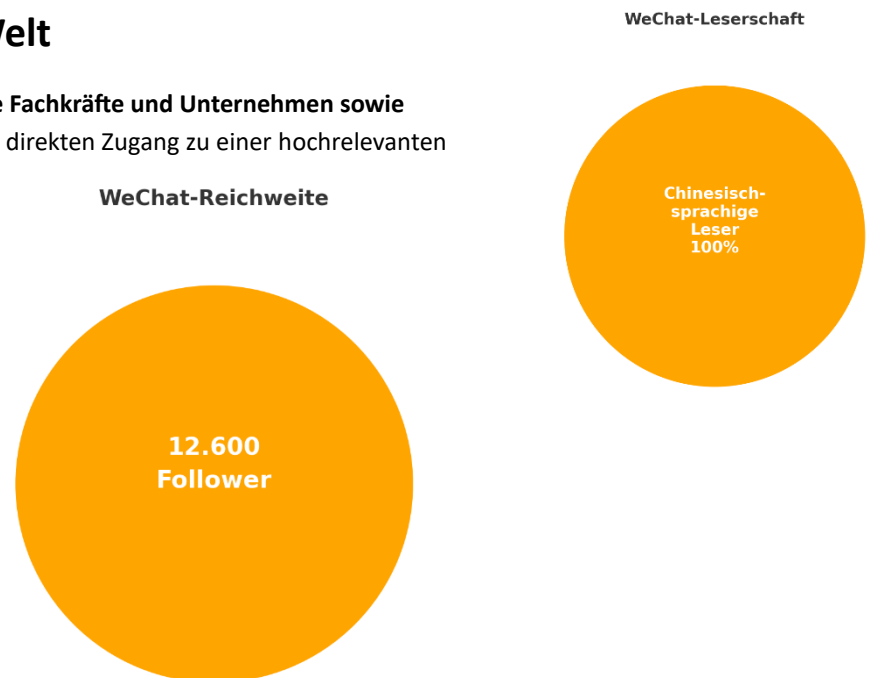 Welt
e Fachkräfte und Unternehmen sowie
direkten Zugang zu einer hochrelevanten
WeChat-Reichweite
12.600
Follower
WeChat-Leserschaft
Chinesisch-
sprachige
Leser
100%